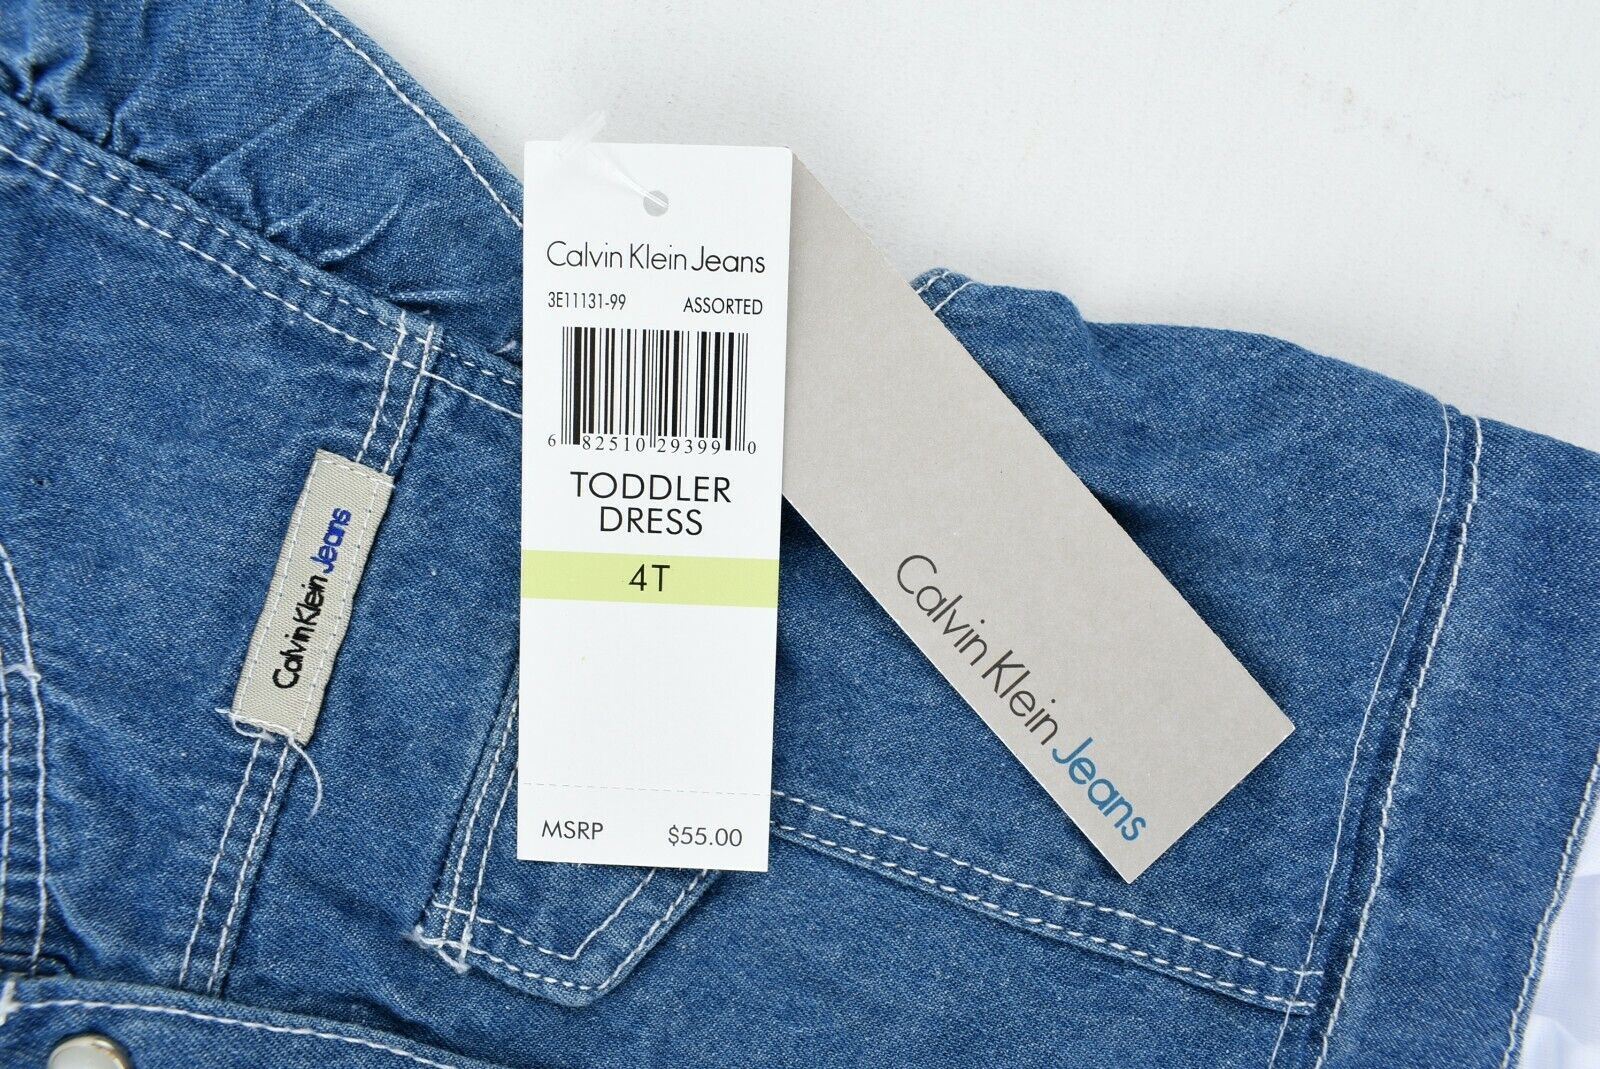 Calvin Klein Jeans
3E11131-99 ASSORTED
6 82510 29399 0
TODDLER
DRESS
4T
MSRP $55.00
Calvin Klein Jeans
Calvin Klein Jeans